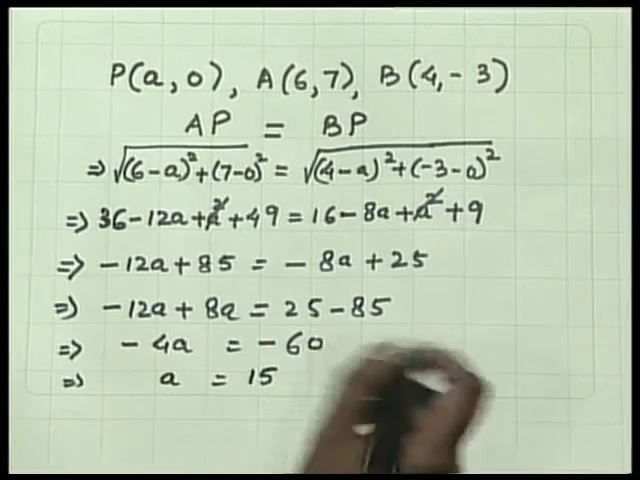 P(a, 0), A(6, 7), B(4, -3)
AP = BP
⇒ √(6-a)²+(7-0)² = √(4-a)²+(-3-0)²
⇒ 36-12a+a²+49 = 16-8a+a²+9
⇒ -12a+85 = -8a+25
⇒ -12a+8a = 25-85
⇒ -4a = -60
⇒ a = 15